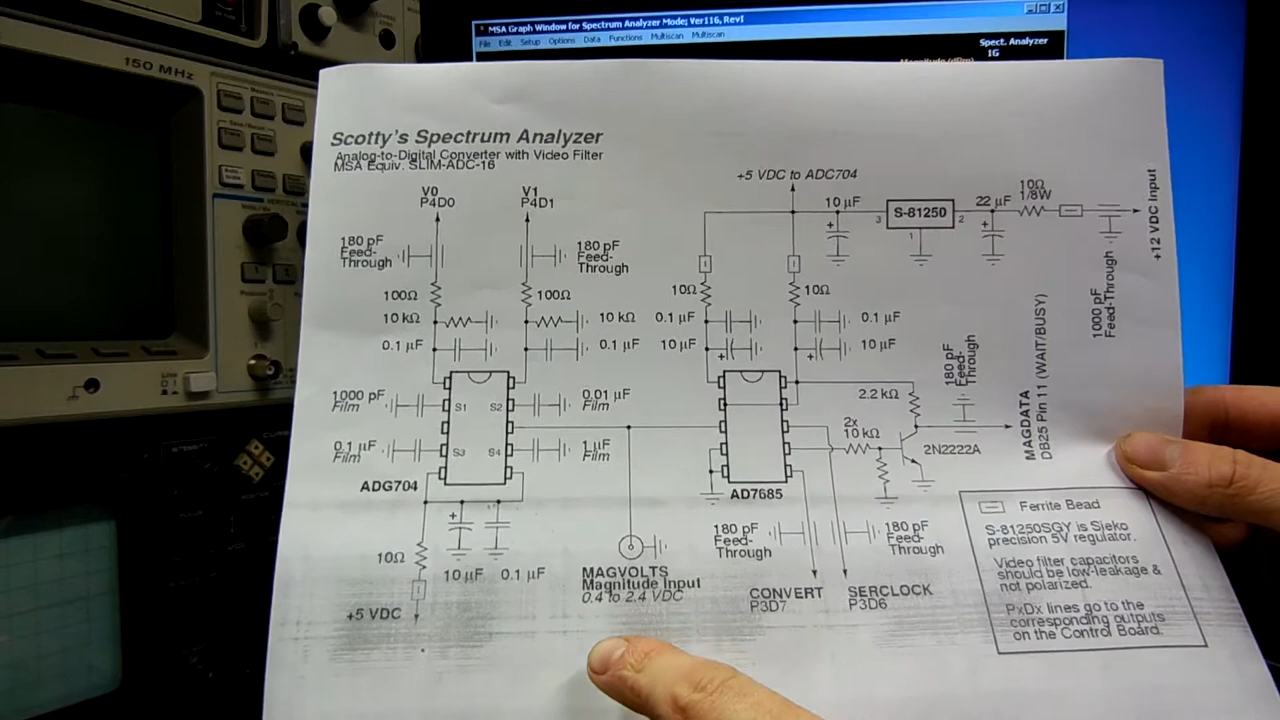 MSA Graph Window for Spectrum Analyzer Mode; Ver116, RevI
File Edit Setup Options Data Functions Multiscan Multiscan
Spect. Analyzer
1G
150 MHz
Scotty's Spectrum Analyzer
Analog-to-Digital Converter with Video Filter
MSA Equiv. SLIM-ADC-16
V0
P4D0
V1
P4D1
180 pF
Feed-
Through
180 pF
Feed-
Through
100Ω
100Ω
10 kΩ
10 kΩ
0.1 µF
0.1 µF
1000 pF
Film
0.01 µF
Film
S1
S2
0.1 µF
Film
1 µF
Film
S3
S4
ADG704
+
10Ω
10 µF
0.1 µF
+5 VDC
MAGVOLTS
Magnitude Input
0.4 to 2.4 VDC
+5 VDC to ADC704
10 µF
+
3
S-81250
2
1
22 µF
+
10Ω
1/8W
+12 VDC Input
1000 pF
Feed-Through
10Ω
10Ω
0.1 µF
0.1 µF
10 µF
+
+
10 µF
2.2 kΩ
2x
10 kΩ
2N2222A
180 pF
Feed-
Through
MAGDATA
DB25 Pin 11 (WAIT/BUSY)
AD7685
180 pF
Feed-
Through
180 pF
Feed-
Through
CONVERT
P3D7
SERCLOCK
P3D6
Ferrite Bead
S-81250SGY is Sieko
precision 5V regulator.
Video filter capacitors
should be low-leakage &
not polarized.
PxDx lines go to the
corresponding outputs
on the Control Board.